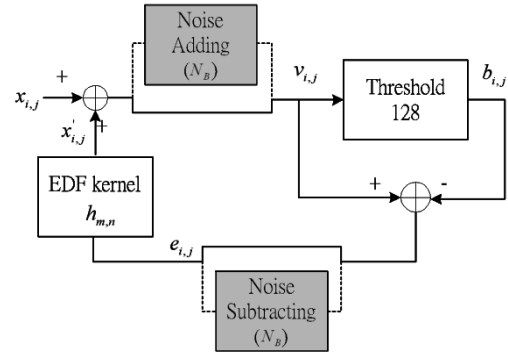 Noise
Adding
(N_B)
+
x_{i,j}
v_{i,j}
Threshold
128
b_{i,j}
x'_{i,j}
+
EDF kernel
h_{m,n}
+
-
e_{i,j}
Noise
Subtracting
(N_B)